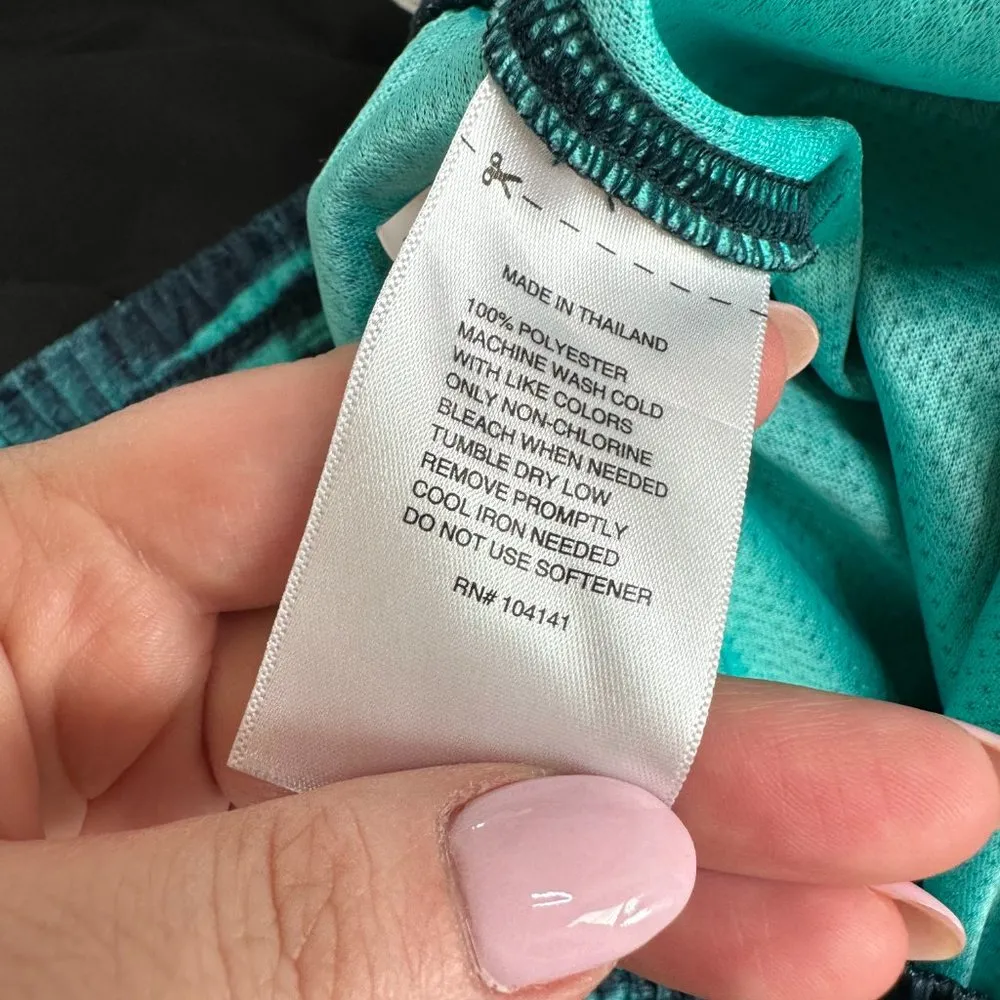 MADE IN THAILAND
100% POLYESTER
MACHINE WASH COLD
WITH LIKE COLORS
ONLY NON-CHLORINE
BLEACH WHEN NEEDED
TUMBLE DRY LOW
REMOVE PROMPTLY
COOL IRON NEEDED
DO NOT USE SOFTENER
RN# 104141